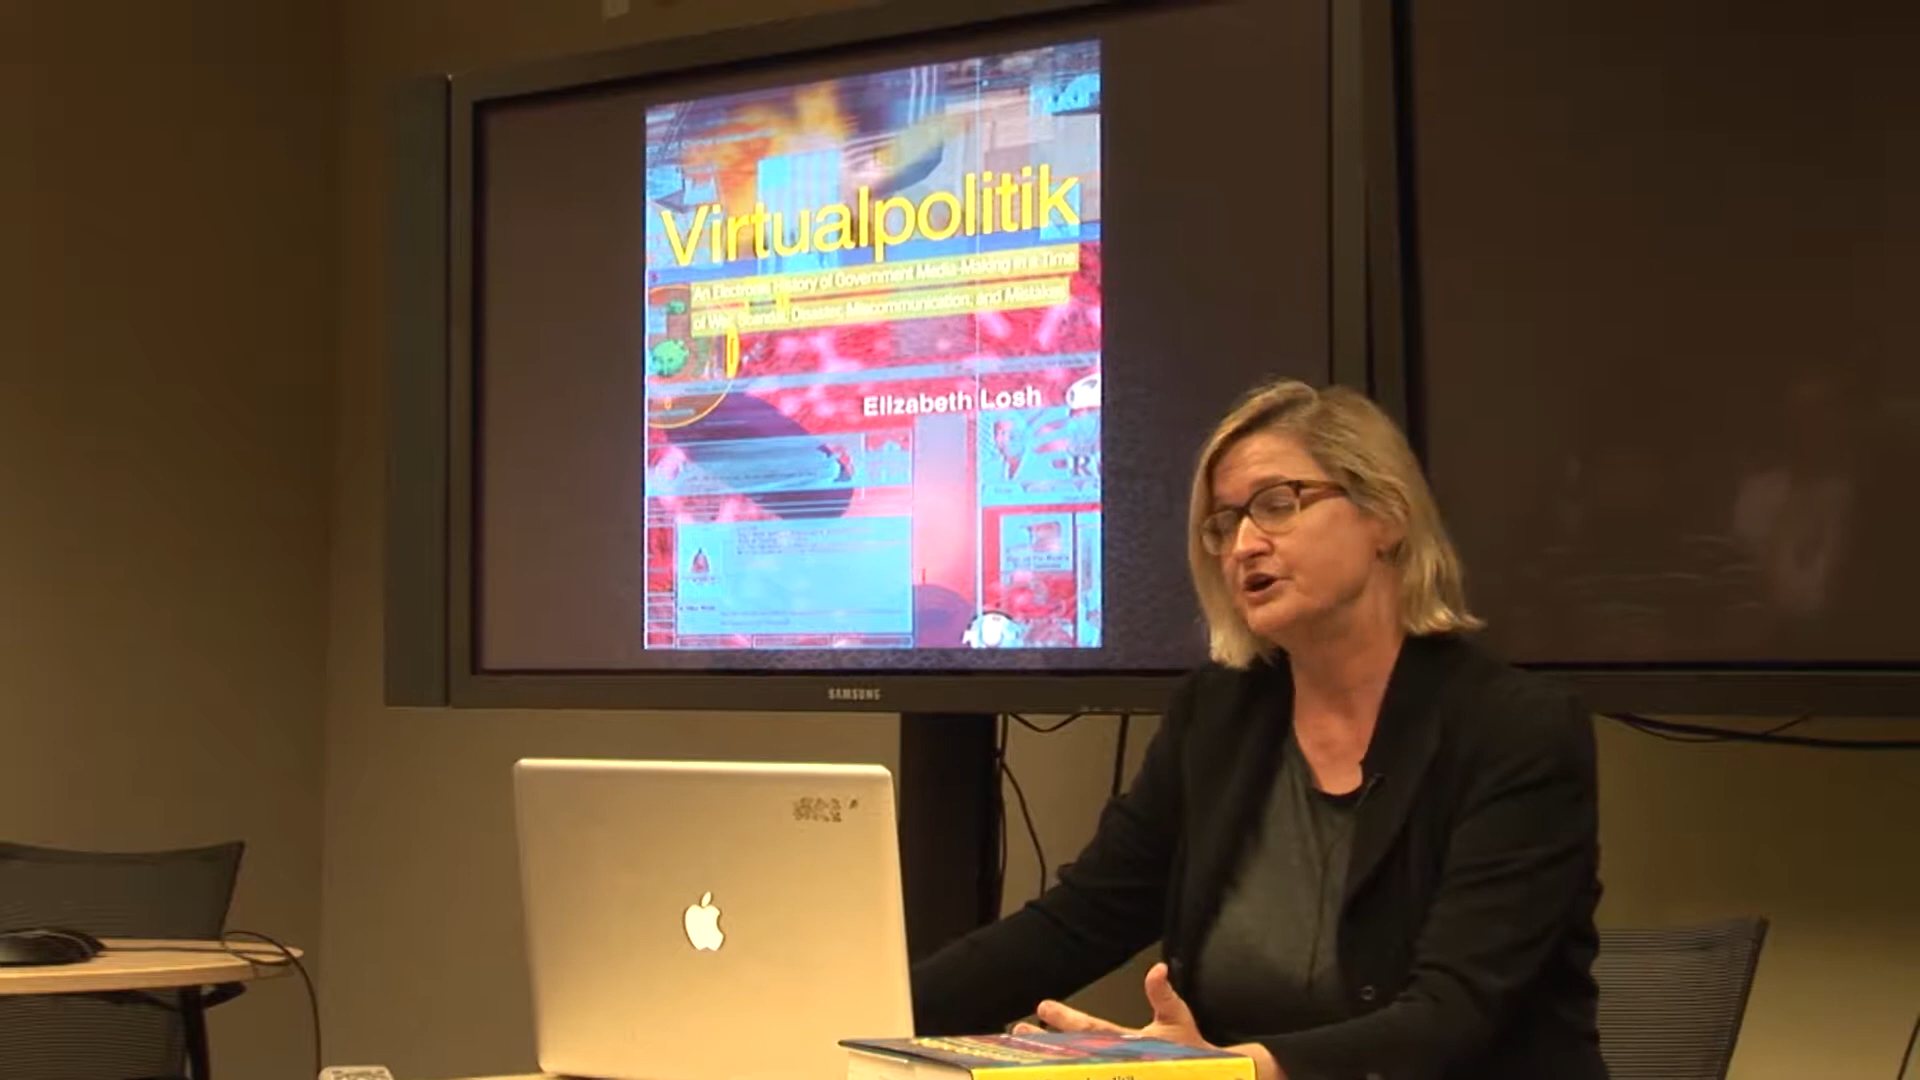 Virtualpolitik
An Electronic History of Government Media-Making in a Time
of War, Scandal, Disaster, Miscommunication, and Mistakes
Elizabeth Losh
SAMSUNG